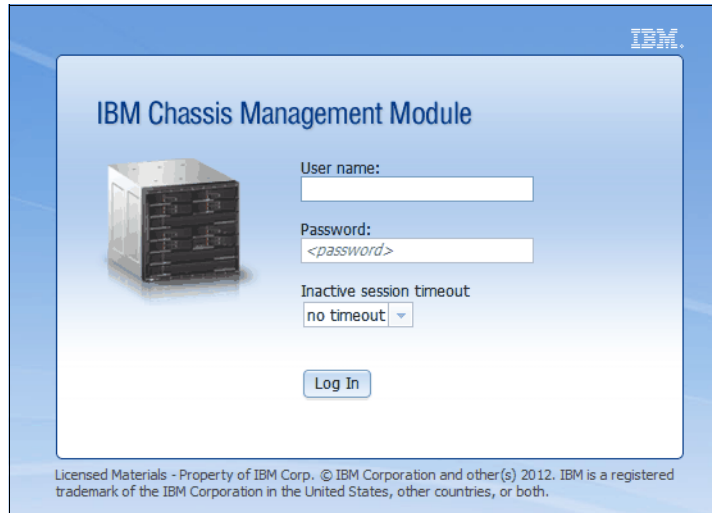 IBM.
IBM Chassis Management Module
User name:
Password:
<password>
Inactive session timeout
no timeout
Log In
Licensed Materials - Property of IBM Corp. © IBM Corporation and other(s) 2012. IBM is a registered
trademark of the IBM Corporation in the United States, other countries, or both.